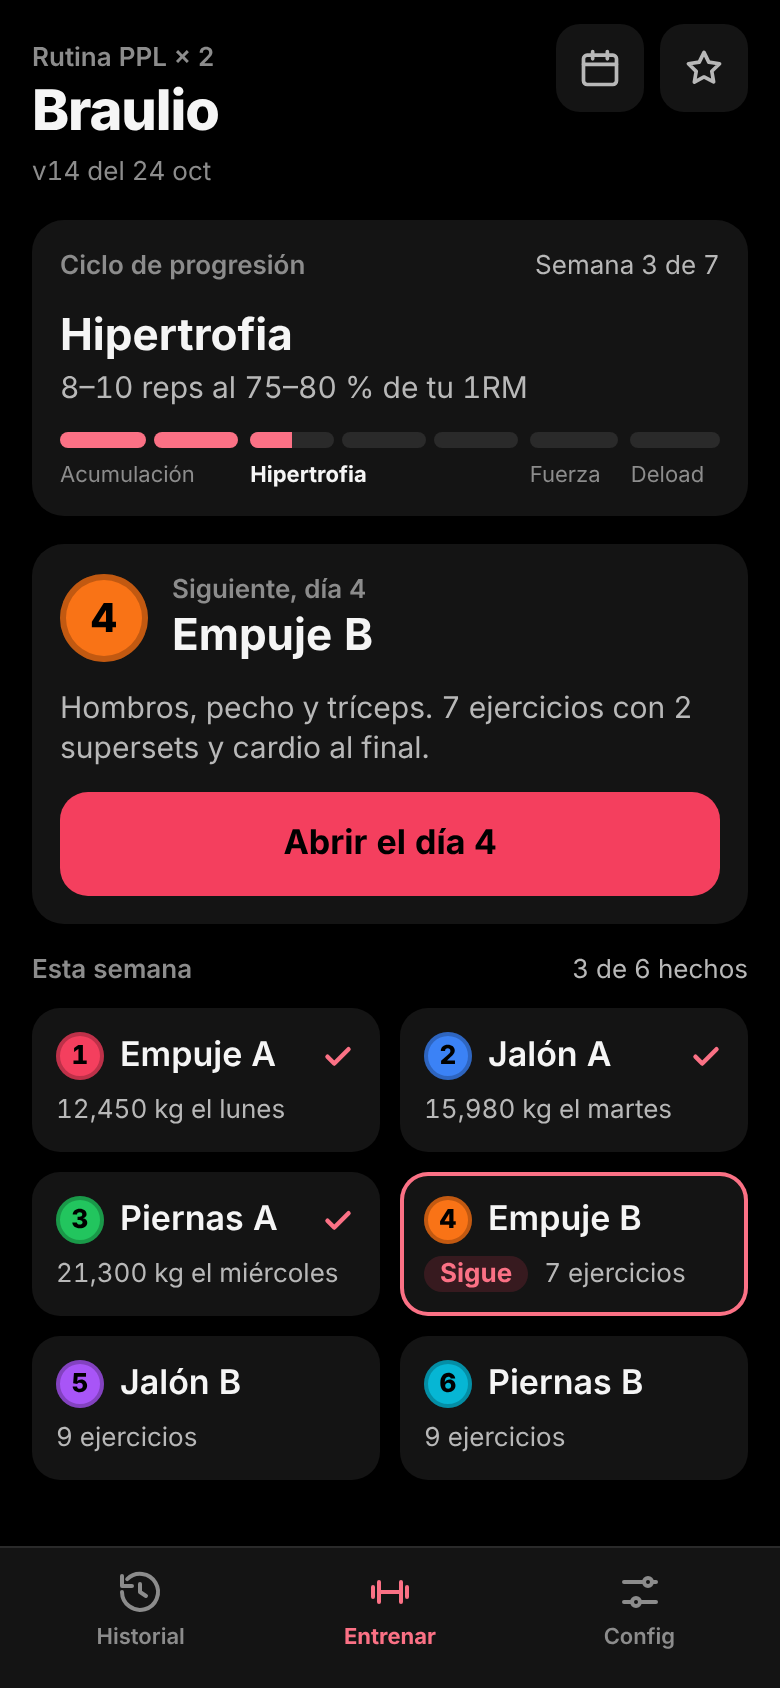 Rutina PPL × 2
Braulio
v14 del 24 oct
Ciclo de progresión
Semana 3 de 7
Hipertrofia
8–10 reps al 75–80 % de tu 1RM
Acumulación
Hipertrofia
Fuerza
Deload
4
Siguiente, día 4
Empuje B
Hombros, pecho y tríceps. 7 ejercicios con 2
supersets y cardio al final.
Abrir el día 4
Esta semana
3 de 6 hechos
1 Empuje A
12,450 kg el lunes
2 Jalón A
15,980 kg el martes
3 Piernas A
21,300 kg el miércoles
4 Empuje B
Sigue 7 ejercicios
5 Jalón B
9 ejercicios
6 Piernas B
9 ejercicios
Historial
Entrenar
Config